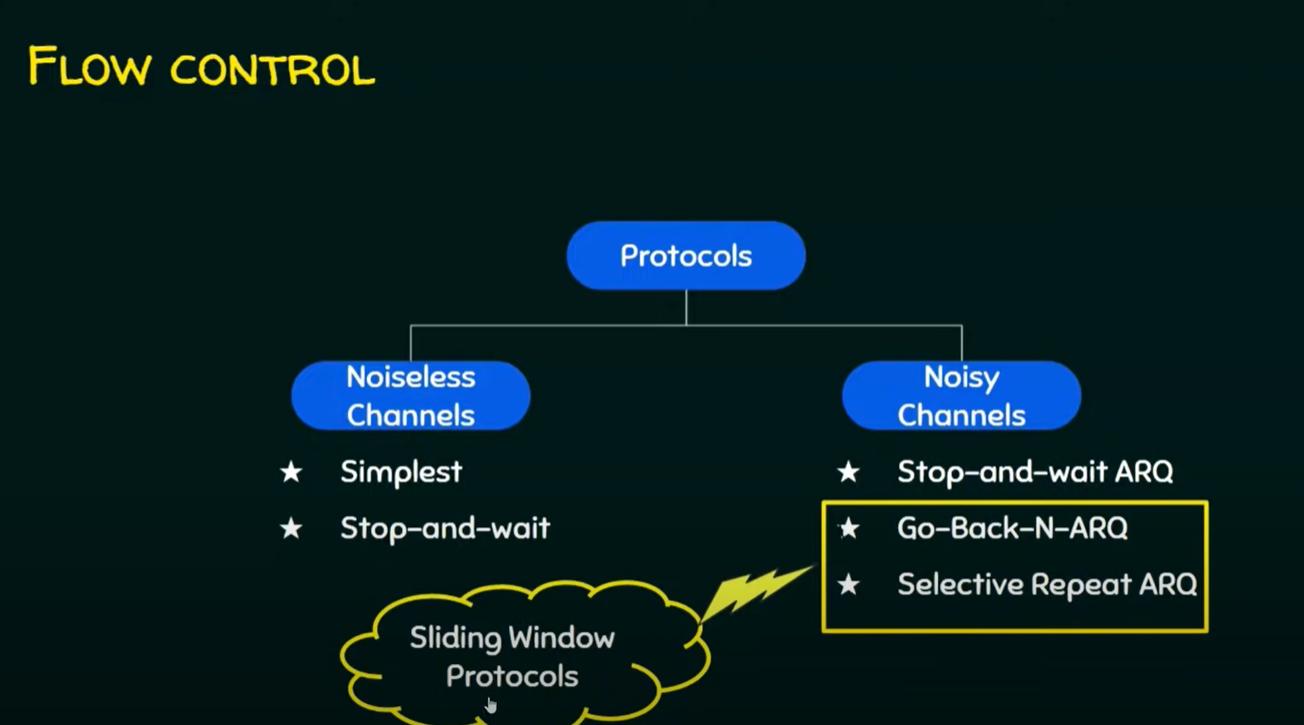 FLOW CONTROL
Protocols
Noiseless
Channels
★ Simplest
★ Stop-and-wait
Noisy
Channels
★ Stop-and-wait ARQ
★ Go-Back-N-ARQ
★ Selective Repeat ARQ
Sliding Window
Protocols